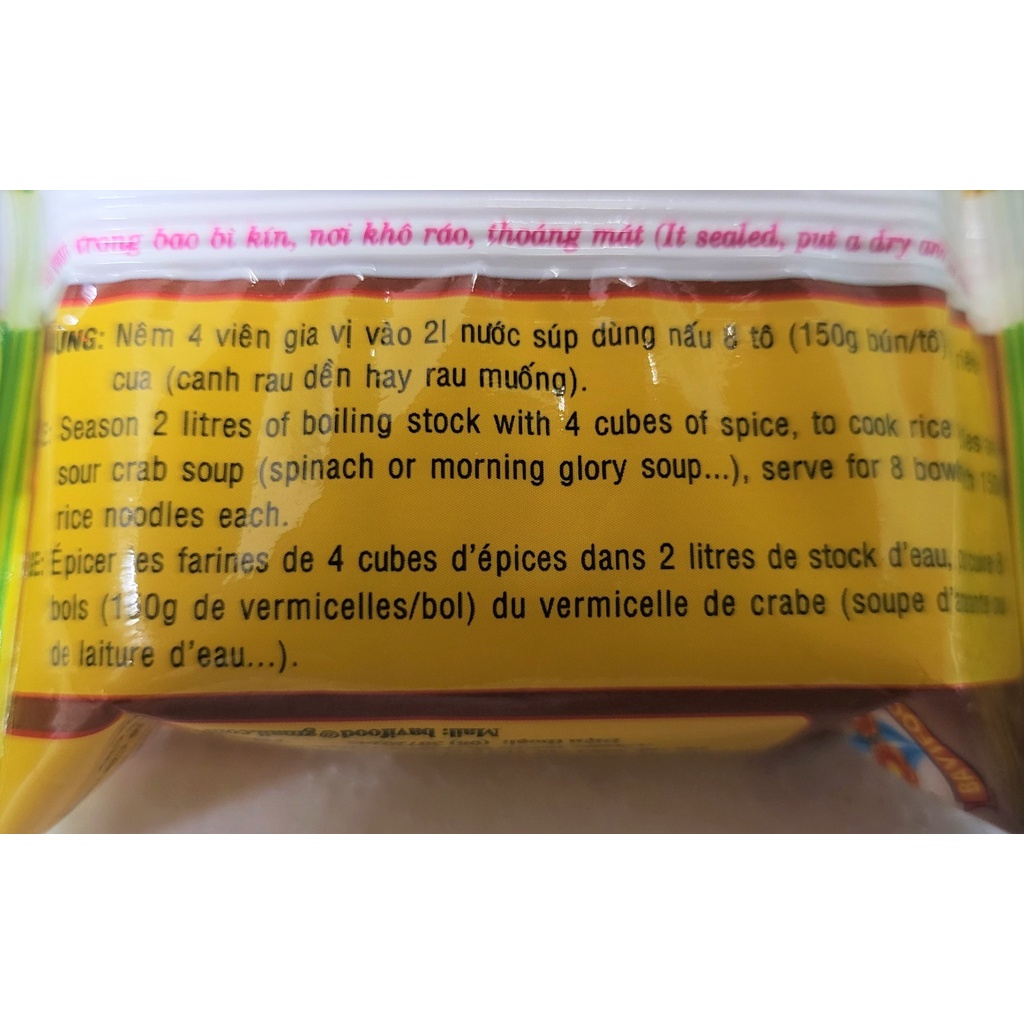 trong bao bì kín, nơi khô ráo, thoáng mát (It sealed, put a dry
Nêm 4 viên gia vị vào 2l nước súp dùng nấu 8 tô (150g bún/tô)
cua (canh rau dền hay rau muống).
Season 2 litres of boiling stock with 4 cubes of spice, to cook rice
sour crab soup (spinach or morning glory soup...), serve for 8
rice noodles each.
Épicer les farines de 4 cubes d'épices dans 2 litres de stock d'eau,
bols (150g de vermicelles/bol) du vermicelle de crabe (soupe
de laiture d'eau...).
Mail: